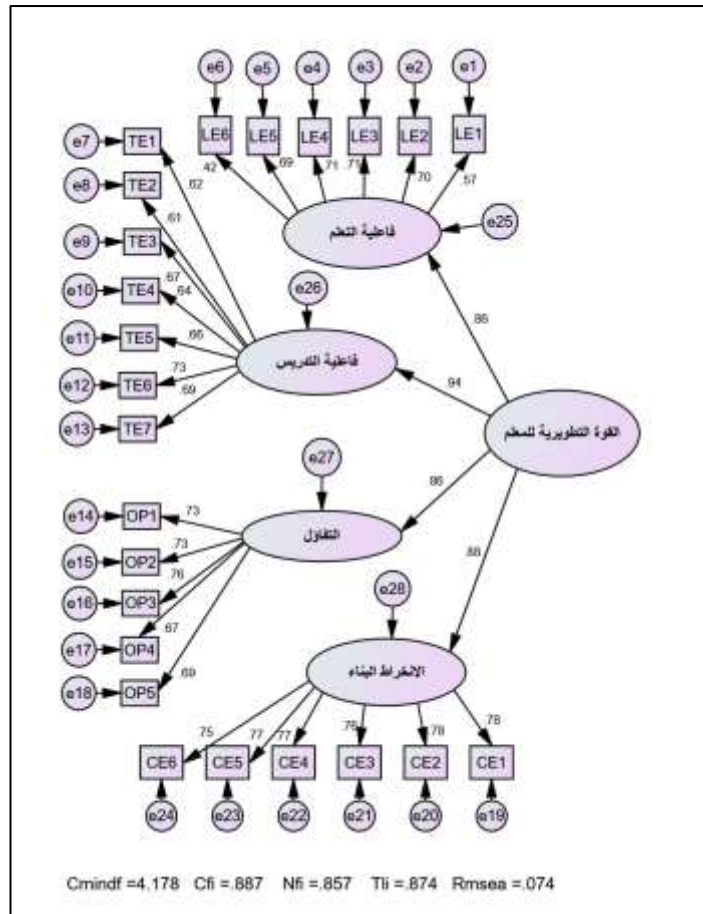 e6 e5 e4 e3 e2 e1
LE6 LE5 LE4 LE3 LE2 LE1
.42 .69 .71 .71 .70 .57
فاعلية التعلم
e25
e7 TE1
e8 TE2
e9 TE3
e10 TE4
e11 TE5
e12 TE6
e13 TE7
.62
.61
.67
.64
.66
.73
.69
e26
فاعلية التدريس
.86
.94
القوة التطويرية للمعلم
.86
.88
e27
التفاؤل
e14 OP1
e15 OP2
e16 OP3
e17 OP4
e18 OP5
.73
.73
.76
.67
.69
e28
الانخراط البناء
.75 .77 .77 .76 .78 .78
CE6 CE5 CE4 CE3 CE2 CE1
e24 e23 e22 e21 e20 e19
Cmindf =4.178 Cfi =.887 Nfi =.857 Tli =.874 Rmsea =.074